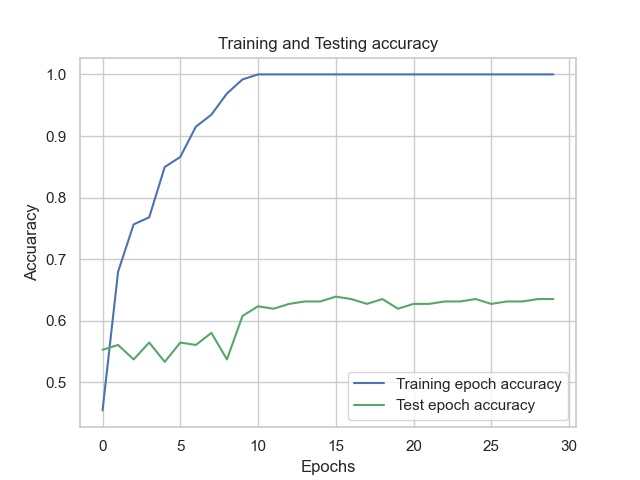 Training and Testing accuracy
1.0
0.9
0.8
0.7
0.6
0.5
Accuaracy
Training epoch accuracy
Test epoch accuracy
0 5 10 15 20 25 30
Epochs